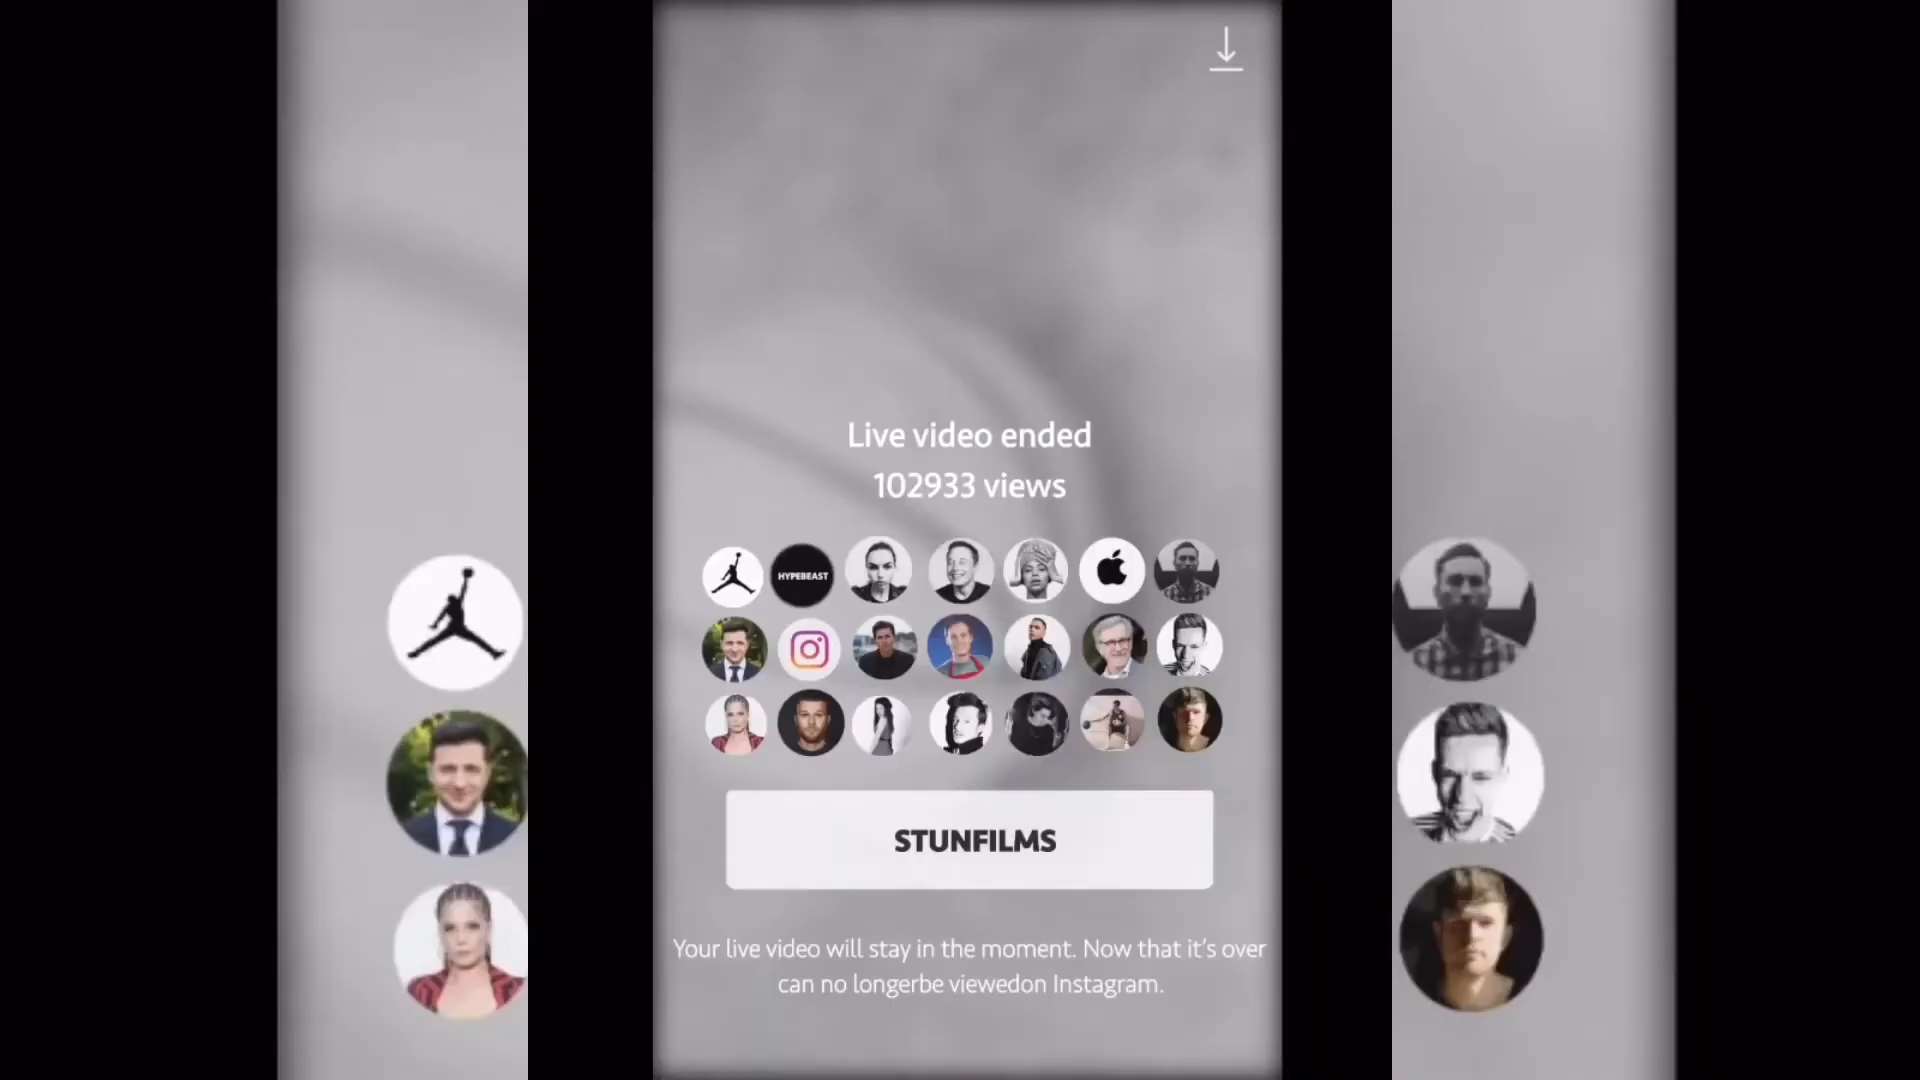 Live video ended
102933 views
HYPEBEAST
STUNFILMS
Your live video will stay in the moment. Now that it's over
can no longerbe viewedon Instagram.